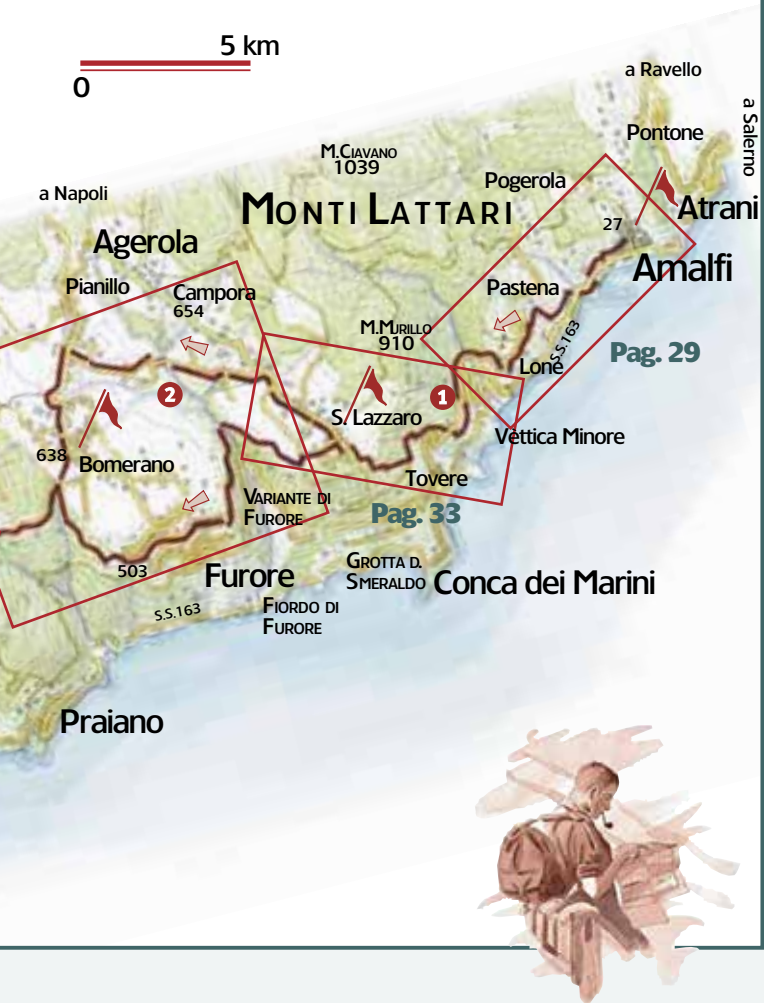 5 km
0
a Ravello
a Salerno
Pontone
M.CIAVANO
1039
Pogerola
a Napoli
MONTI LATTARI
27
Atrani
Agerola
Amalfi
Pianillo
Campora
654
Pastena
M.MURILLO
910
S.S.163
Pag. 29
Lone
2
1
S. Lazzaro
Vettica Minore
638
Bomerano
Tovere
VARIANTE DI
FURORE
Pag. 33
503
Furore
GROTTA D.
SMERALDO
Conca dei Marini
S.S.163
FIORDO DI
FURORE
Praiano